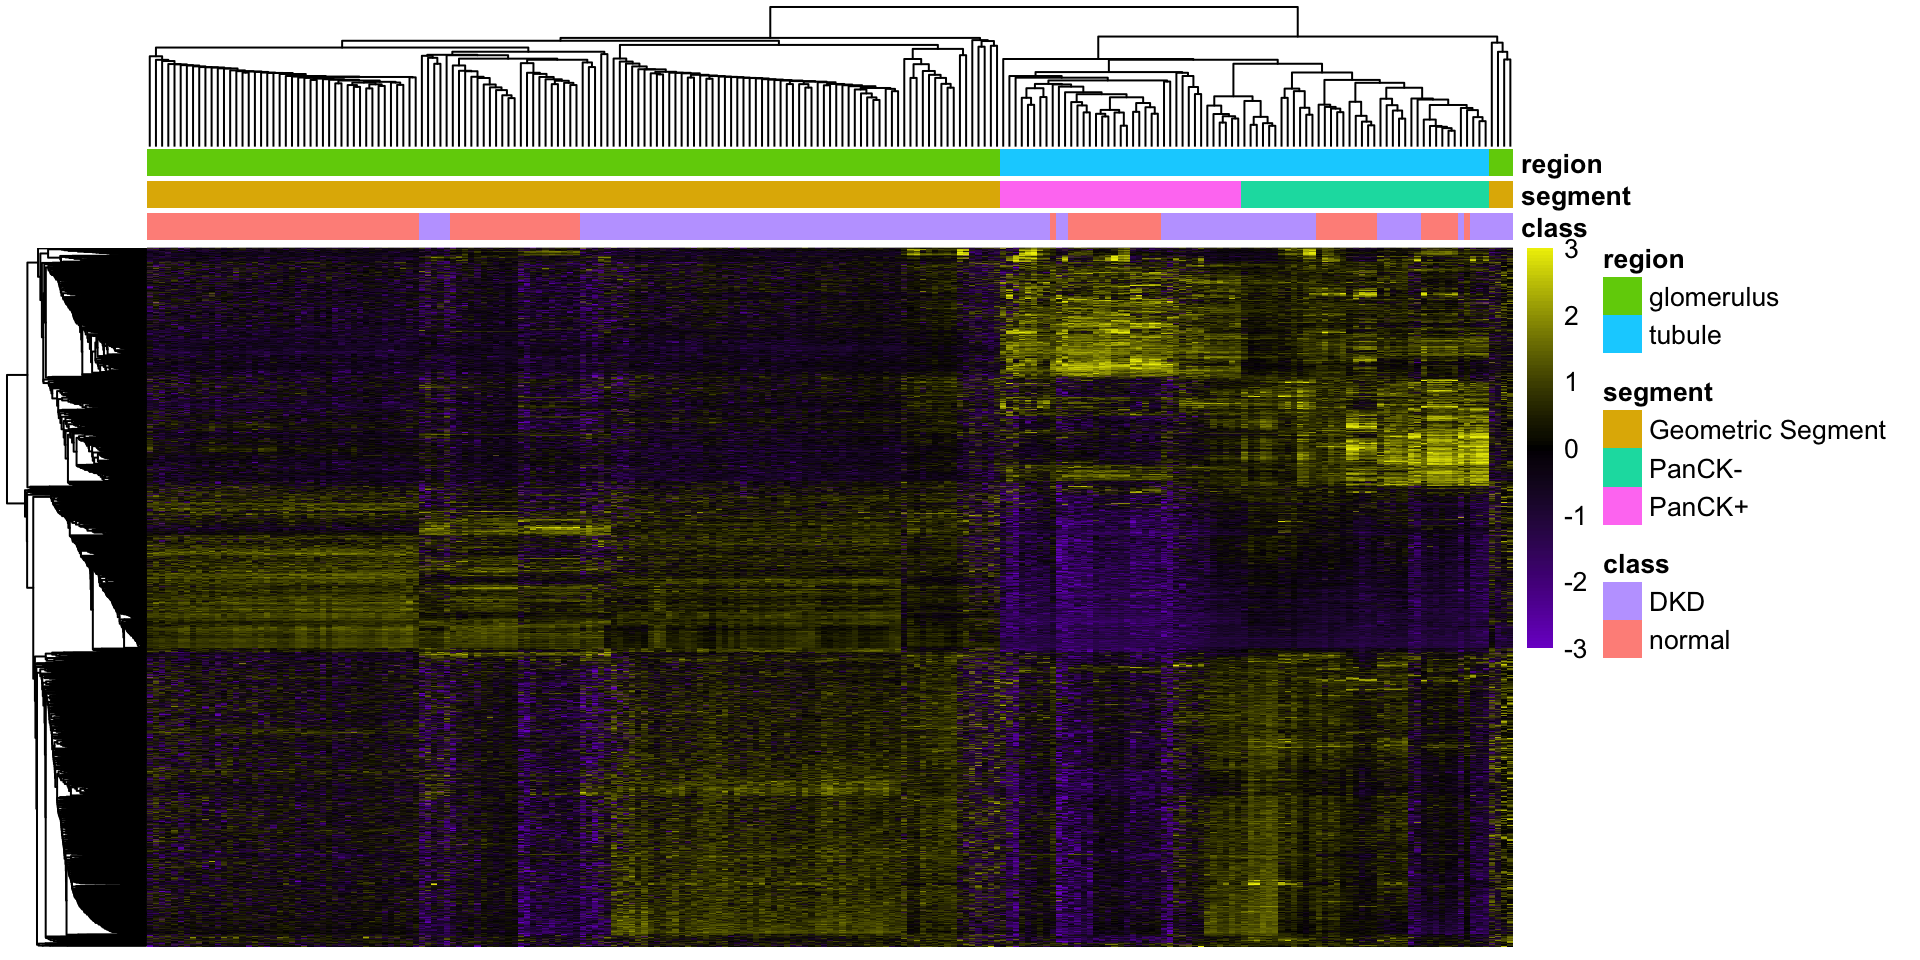 region
segment
class
3
2
1
0
-1
-2
-3
region
glomerulus
tubule
segment
Geometric Segment
PanCK-
PanCK+
class
DKD
normal